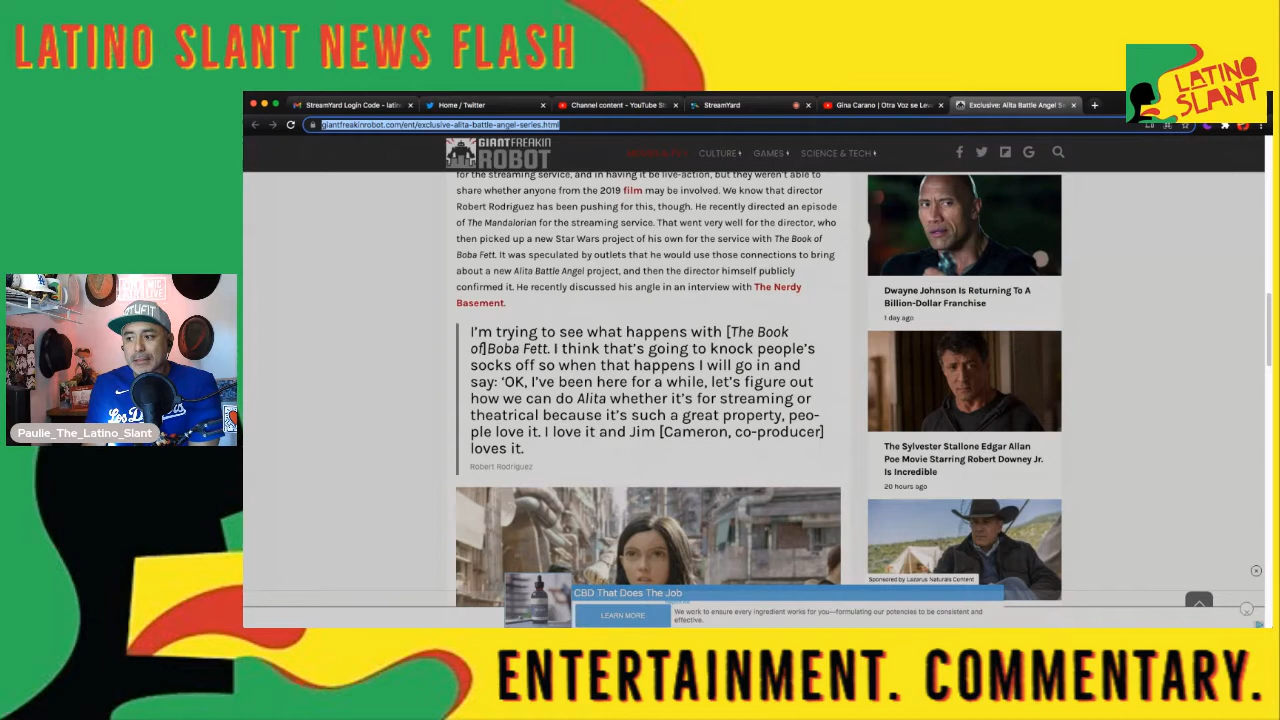 LATINO SLANT NEWS FLASH
LATINO
SLANT
StreamYard Login Code - latin
Home / Twitter
Channel content - YouTube St
StreamYard
Gina Carano | Otra Voz se Lev
Exclusive: Alita Battle Angel S
giantfreakinrobot.com/ent/exclusive-alita-battle-angel-series.html
GIANTFREAKIN
ROBOT
CULTURE
GAMES
SCIENCE & TECH
for the streaming service, and in having it be live-action, but they weren't able to
share whether anyone from the 2019 film may be involved. We know that director
Robert Rodriguez has been pushing for this, though. He recently directed an episode
of The Mandalorian for the streaming service. That went very well for the director, who
then picked up a new Star Wars project of his own for the service with The Book of
Boba Fett. It was speculated by outlets that he would use those connections to bring
about a new Alita Battle Angel project, and then the director himself publicly
confirmed it. He recently discussed his angle in an interview with The Nerdy
Basement.
I'm trying to see what happens with [The Book
of]Boba Fett. I think that's going to knock people's
socks off so when that happens I will go in and
say: 'OK, I've been here for a while, let's figure out
how we can do Alita whether it's for streaming or
theatrical because it's such a great property, peo-
ple love it. I love it and Jim [Cameron, co-producer]
loves it.
Robert Rodriguez
Dwayne Johnson Is Returning To A
Billion-Dollar Franchise
1 day ago
The Sylvester Stallone Edgar Allan
Poe Movie Starring Robert Downey Jr.
Is Incredible
20 hours ago
Sponsored by Lazarus Naturals Content
CBD That Does The Job
LEARN MORE
We work to ensure every ingredient works for you—formulating our potencies to be consistent and
effective.
STUFIT
Los D
Paulie_The_Latino_Slant
ENTERTAINMENT. COMMENTARY.